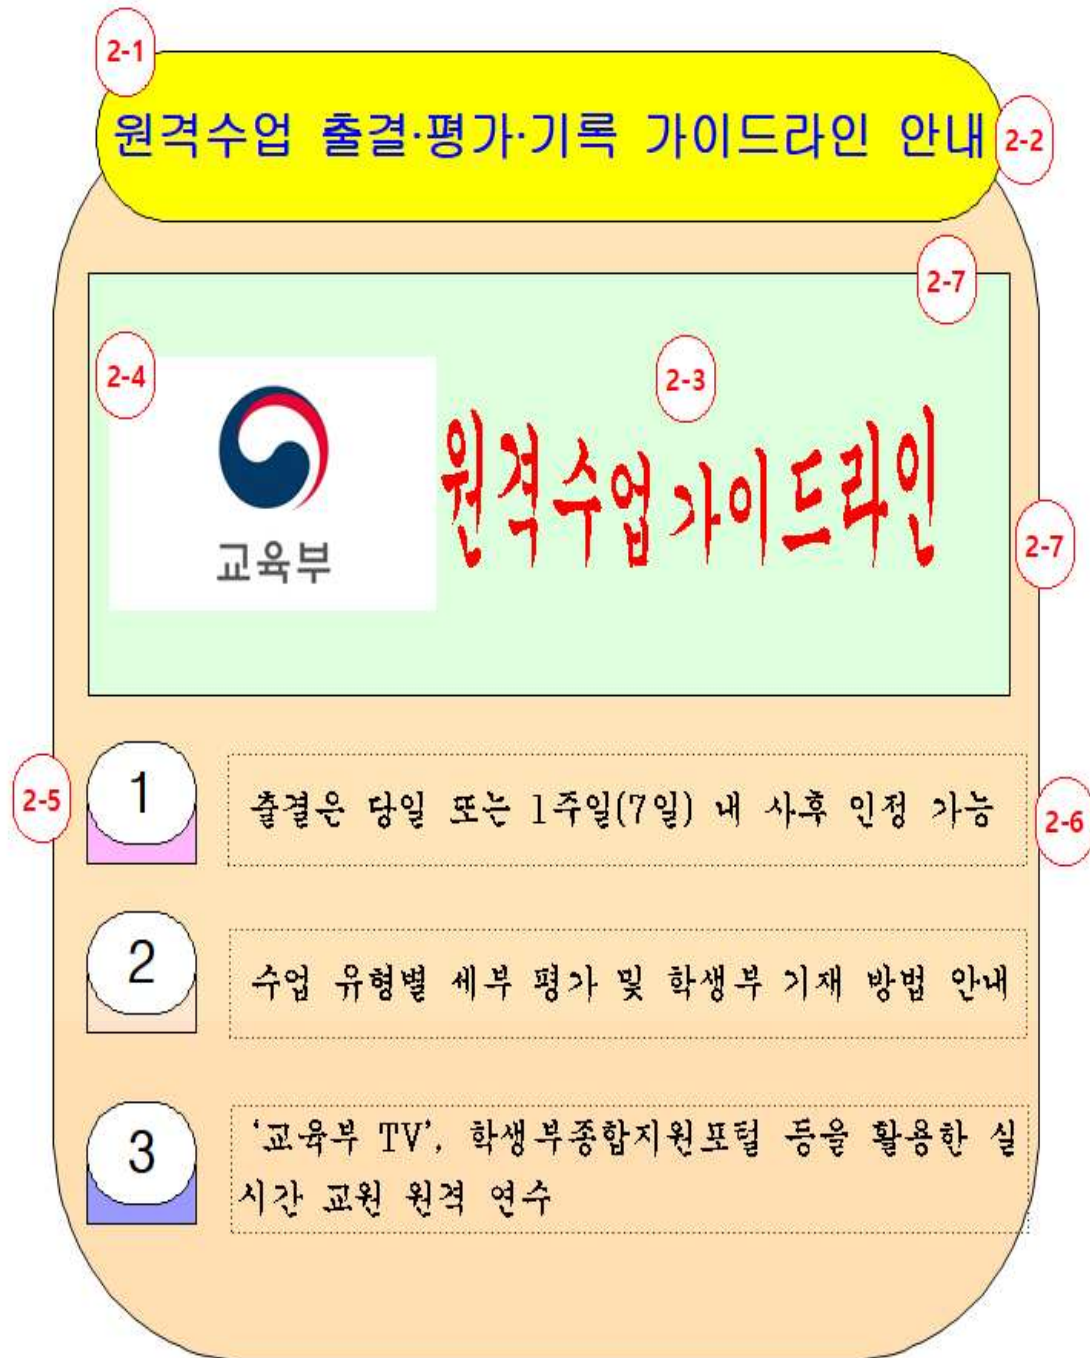 2-1
원격수업 출결·평가·기록 가이드라인 안내
2-2
2-7
2-4
2-3
교육부
원격수업 가이드라인
2-7
2-5
1
출결은 당일 또는 1주일(7일) 내 사후 인정 가능
2-6
2
수업 유형별 세부 평가 및 학생부 기재 방법 안내
3
‘교육부 TV’, 학생부종합지원포털 등을 활용한 실
시간 교원 원격 연수